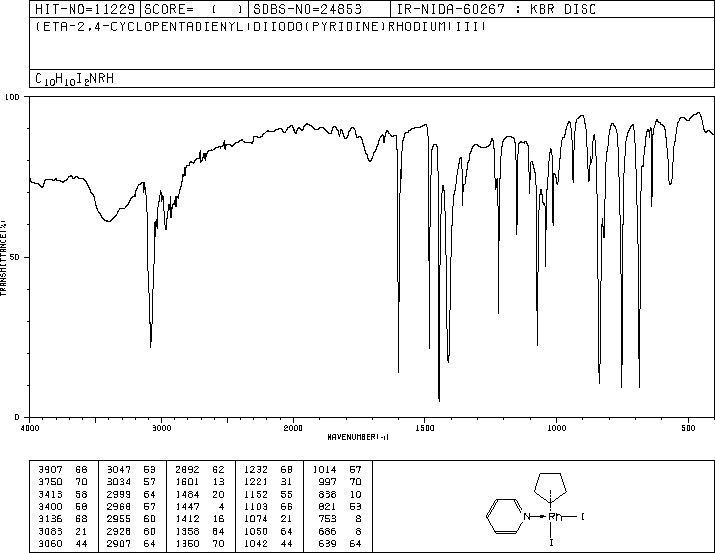 HIT-NO=11229 SCORE= ( ) SDBS-NO=24853 IR-NIDA-60267 : KBR DISC
(ETA-2,4-CYCLOPENTADIENYL)DIIODO(PYRIDINE)RHODIUM(III)
C10H10I2NRH
100
50
0
TRANSMITTANCE(%)
4000 3000 2000 1500 1000 500
WAVENUMBER(-1)
3907 66 3047 59 2892 62 1232 68 1014 57
3750 70 3034 57 1601 13 1221 31 997 70
3413 58 2999 64 1484 20 1152 55 838 10
3400 60 2968 57 1447 4 1103 66 821 53
3136 68 2955 60 1412 16 1074 21 753 8
3083 21 2928 60 1358 84 1050 64 686 8
3060 44 2907 64 1350 70 1042 44 639 64
N Rh I
I